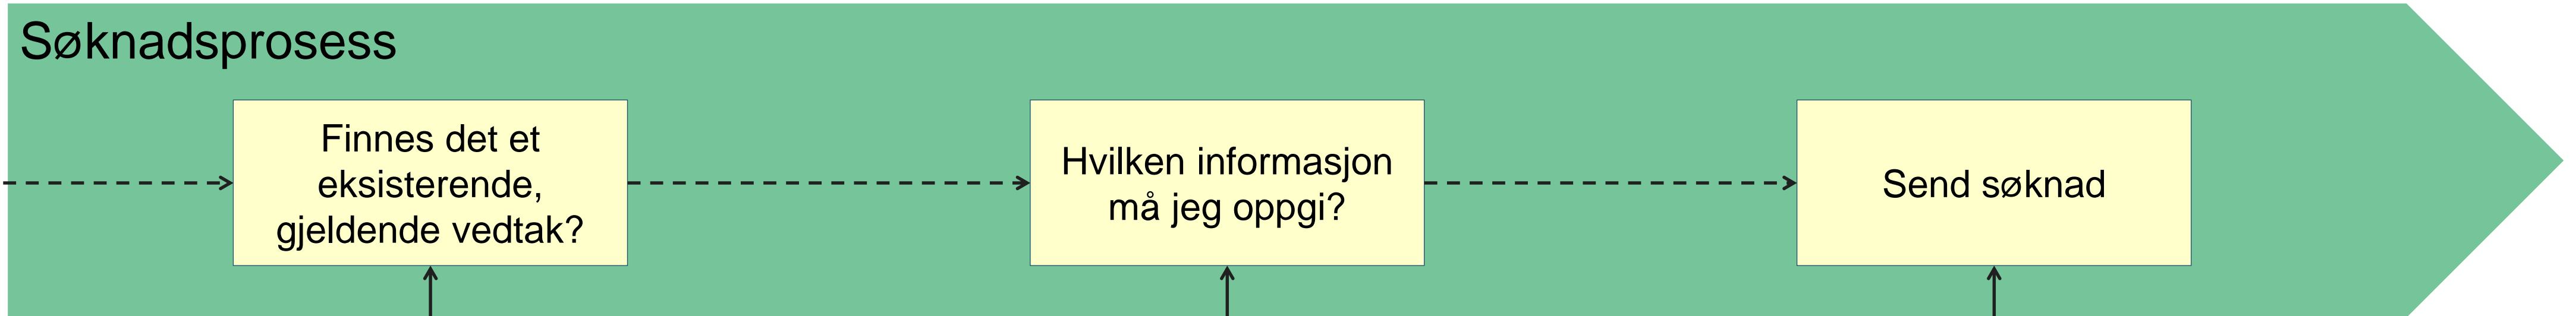 Søknadsprosess
Finnes det et
eksisterende,
gjeldende vedtak?
Hvilken informasjon
må jeg oppgi?
Send søknad